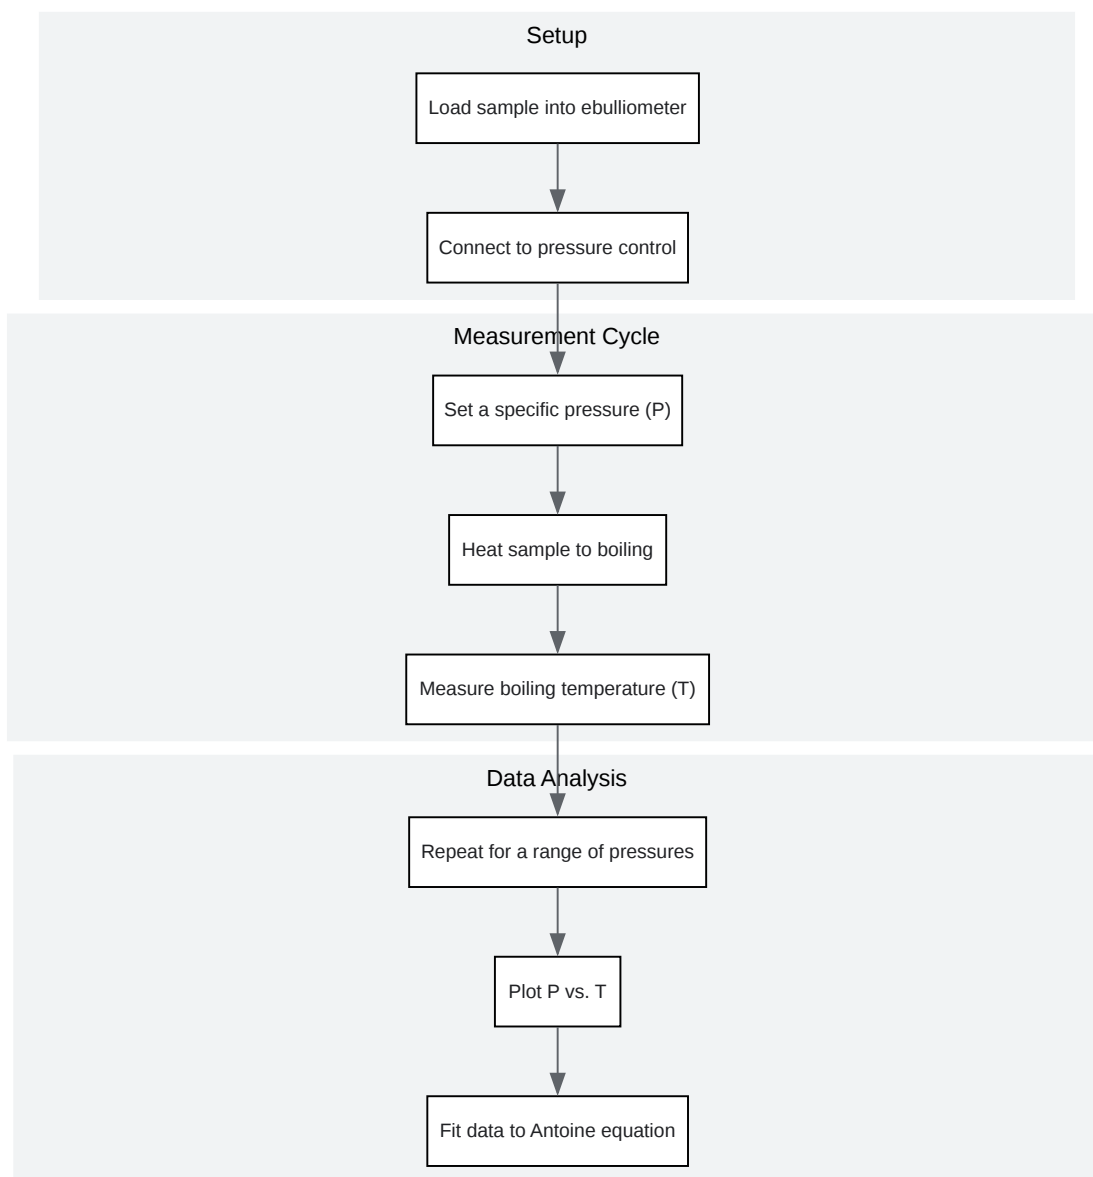 Setup
Load sample into ebulliometer
Connect to pressure control
Measurement Cycle
Set a specific pressure (P)
Heat sample to boiling
Measure boiling temperature (T)
Data Analysis
Repeat for a range of pressures
Plot P vs. T
Fit data to Antoine equation